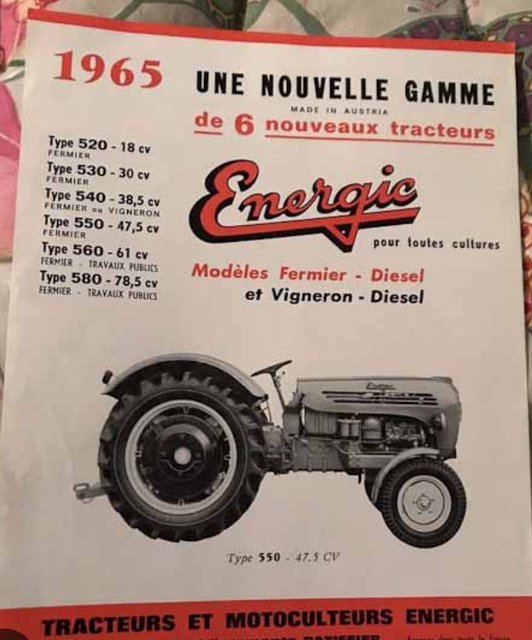 1965
UNE NOUVELLE GAMME
MADE IN AUSTRIA
de 6 nouveaux tracteurs
Type 520 - 18 cv
FERMIER
Type 530 - 30 cv
FERMIER
Type 540 - 38,5 cv
FERMIER ou VIGNERON
Type 550 - 47,5 cv
FERMIER
Type 560 - 61 cv
FERMIER - TRAVAUX PUBLICS
Type 580 - 78,5 cv
FERMIER - TRAVAUX PUBLICS
Energic
pour toutes cultures
Modèles Fermier - Diesel
et Vigneron - Diesel
Energic
Type 550 - 47,5 CV
TRACTEURS ET MOTOCULTEURS ENERGIC
PATISSIER